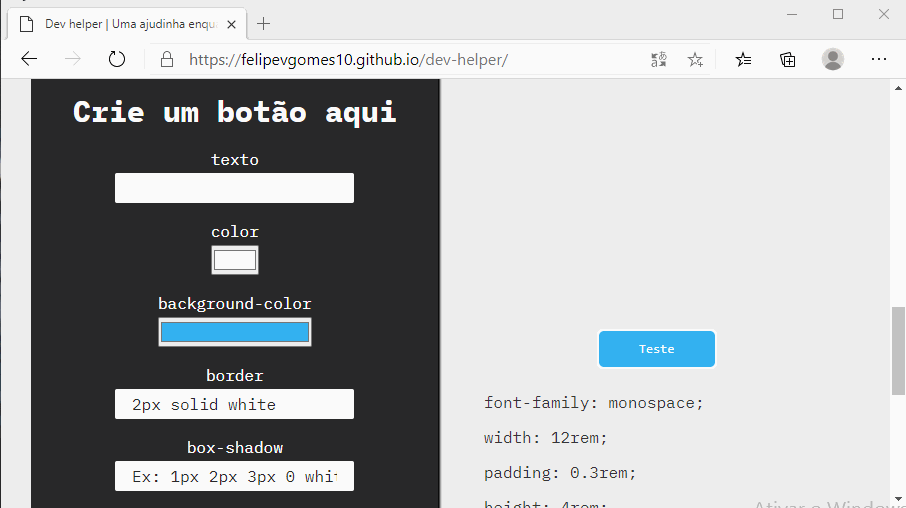 Dev helper | Uma ajudinha enqu
https://felipevgomes10.github.io/dev-helper/
Crie um botão aqui
texto
color
background-color
border
2px solid white
box-shadow
Ex: 1px 2px 3px 0 whit
Teste
font-family: monospace;
width: 12rem;
padding: 0.3rem;
height: 4rem;
Ativar o Windows